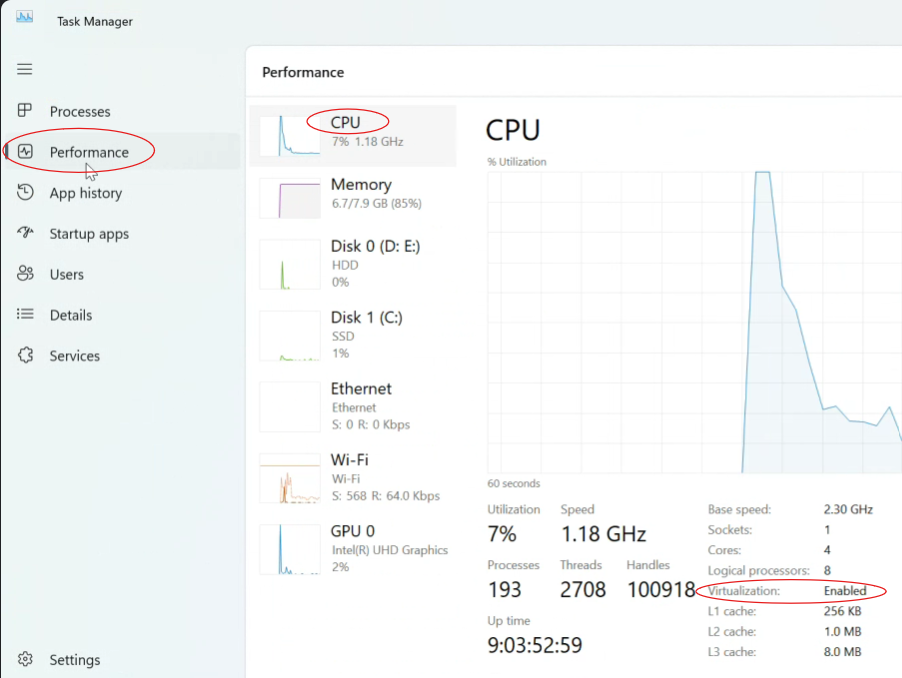 Task Manager
Processes
Performance
App history
Startup apps
Users
Details
Services
Settings
Performance
CPU
7% 1.18 GHz
Memory
6.7/7.9 GB (85%)
Disk 0 (D: E:)
HDD
0%
Disk 1 (C:)
SSD
1%
Ethernet
Ethernet
S: 0 R: 0 Kbps
Wi-Fi
Wi-Fi
S: 568 R: 64.0 Kbps
GPU 0
Intel(R) UHD Graphics
2%
CPU
% Utilization
60 seconds
Utilization Speed
7% 1.18 GHz
Processes Threads Handles
193 2708 100918
Up time
9:03:52:59
Base speed: 2.30 GHz
Sockets: 1
Cores: 4
Logical processors: 8
Virtualization: Enabled
L1 cache: 256 KB
L2 cache: 1.0 MB
L3 cache: 8.0 MB